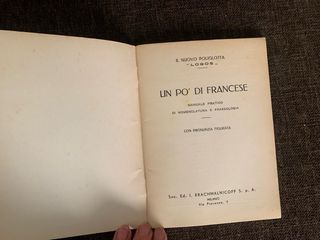 IL NUOVO POLIGLOTTA
"LOGOS"
UN PO' DI FRANCESE
MANUALE PRATICO
DI NOMENCLATURA E FRASEOLOGIA
CON PRONUNZIA FIGURATA
Soc. Ed. I. KRACHMALNICOFF S. p. A.
MILANO
Via Pracenza, 7